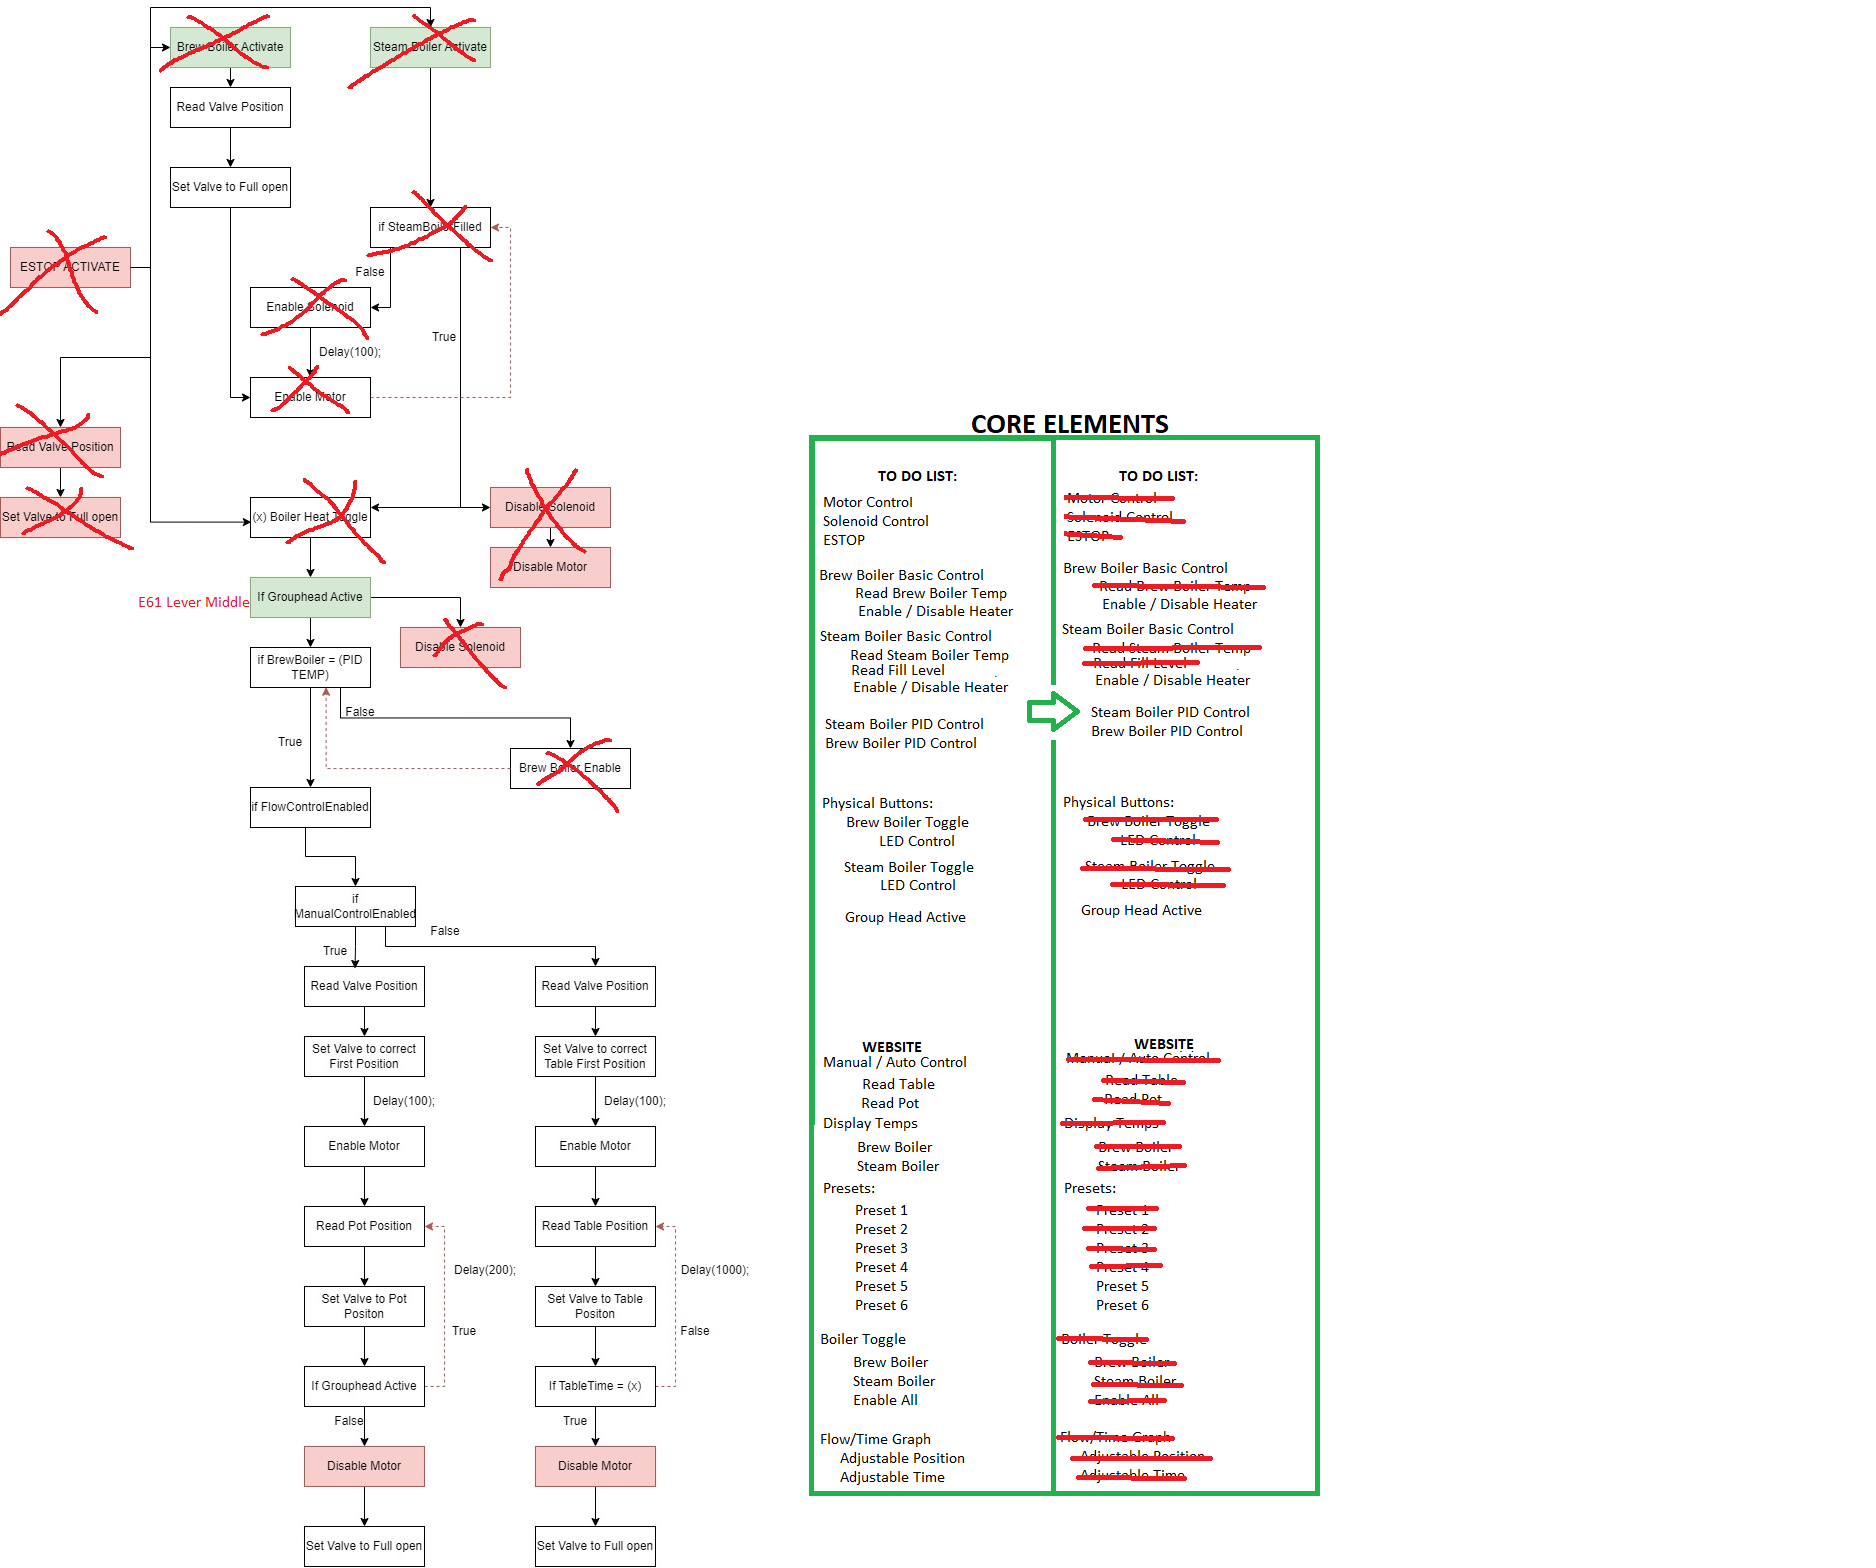 Brew Boiler Activate
Steam Boiler Activate
Read Valve Position
Set Valve to Full open
if SteamBoilerFilled
ESTOP ACTIVATE
False
Enable Solenoid
True
Delay(100);
Enable Motor
Read Valve Position
Set Valve to Full open
(x) Boiler Heat Toggle
Disable Solenoid
Disable Motor
E61 Lever Middle
If Grouphead Active
Disable Solenoid
if BrewBoiler = (PID
TEMP)
False
True
Brew Boiler Enable
if FlowControlEnabled
if
ManualControlEnabled
False
True
Read Valve Position
Set Valve to correct
First Position
Delay(100);
Enable Motor
Read Pot Position
Delay(200);
Set Valve to Pot
Positon
True
If Grouphead Active
False
Disable Motor
Set Valve to Full open
Read Valve Position
Set Valve to correct
Table First Position
Delay(100);
Enable Motor
Read Table Position
Delay(1000);
Set Valve to Table
Positon
False
If TableTime = (x)
True
Disable Motor
Set Valve to Full open
CORE ELEMENTS
TO DO LIST:
Motor Control
Solenoid Control
ESTOP
Brew Boiler Basic Control
Read Brew Boiler Temp
Enable / Disable Heater
Steam Boiler Basic Control
Read Steam Boiler Temp
Read Fill Level
Enable / Disable Heater
Steam Boiler PID Control
Brew Boiler PID Control
Physical Buttons:
Brew Boiler Toggle
LED Control
Steam Boiler Toggle
LED Control
Group Head Active
WEBSITE
Manual / Auto Control
Read Table
Read Pot
Display Temps
Brew Boiler
Steam Boiler
Presets:
Preset 1
Preset 2
Preset 3
Preset 4
Preset 5
Preset 6
Boiler Toggle
Brew Boiler
Steam Boiler
Enable All
Flow/Time Graph
Adjustable Position
Adjustable Time
TO DO LIST:
Motor Control
Solenoid Control
ESTOP
Brew Boiler Basic Control
Read Brew Boiler Temp
Enable / Disable Heater
Steam Boiler Basic Control
Read Steam Boiler Temp
Read Fill Level
Enable / Disable Heater
Steam Boiler PID Control
Brew Boiler PID Control
Physical Buttons:
Brew Boiler Toggle
LED Control
Steam Boiler Toggle
LED Control
Group Head Active
WEBSITE
Manual / Auto Control
Read Table
Read Pot
Display Temps
Brew Boiler
Steam Boiler
Presets:
Preset 1
Preset 2
Preset 3
Preset 4
Preset 5
Preset 6
Boiler Toggle
Brew Boiler
Steam Boiler
Enable All
Flow/Time Graph
Adjustable Position
Adjustable Time